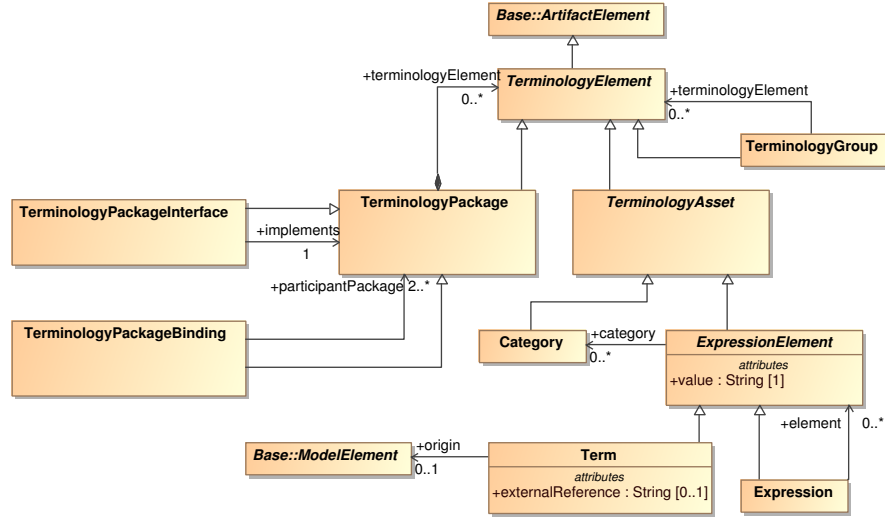 Base::ArtifactElement
+terminologyElement
TerminologyElement
0..*
+terminologyElement
0..*
TerminologyGroup
TerminologyPackageInterface
TerminologyPackage
TerminologyAsset
+implements
1
+participantPackage 2..*
TerminologyPackageBinding
Category
+category
0..*
ExpressionElement
attributes
+value : String [1]
+element
0..*
Base::ModelElement
+origin
0..1
Term
attributes
+externalReference : String [0..1]
Expression